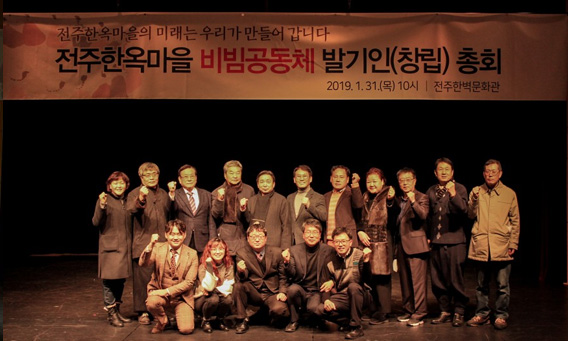 전주한옥마을의 미래는 우리가 만들어 갑니다
전주한옥마을 비빔공동체 발기인(창립) 총회
2019. 1. 31.(목) 10시 | 전주한벽문화관